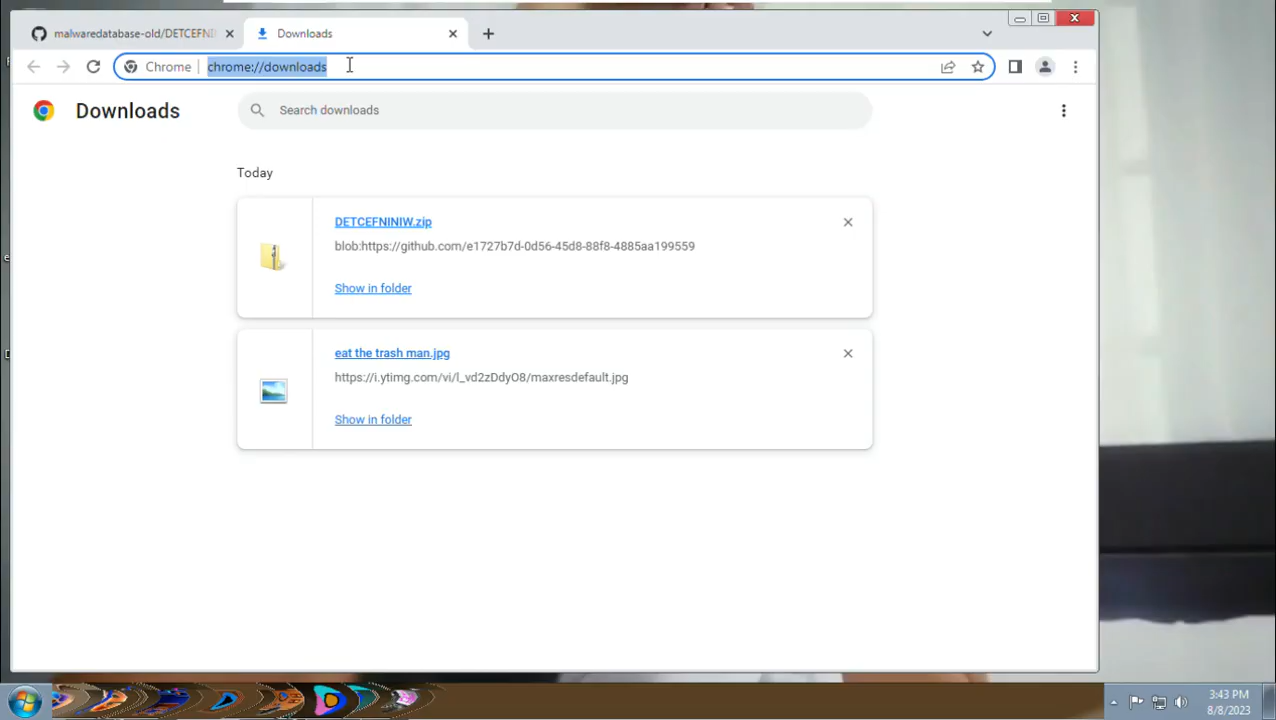 malwaredatabase-old/DETCEFNI
Downloads
Chrome | chrome://downloads
Downloads
Search downloads
Today
DETCEFNINIW.zip
blob:https://github.com/e1727b7d-0d56-45d8-88f8-4885aa199559
Show in folder
eat the trash man.jpg
https://i.ytimg.com/vi/l_vd2zDdyO8/maxresdefault.jpg
Show in folder
3:43 PM
8/8/2023